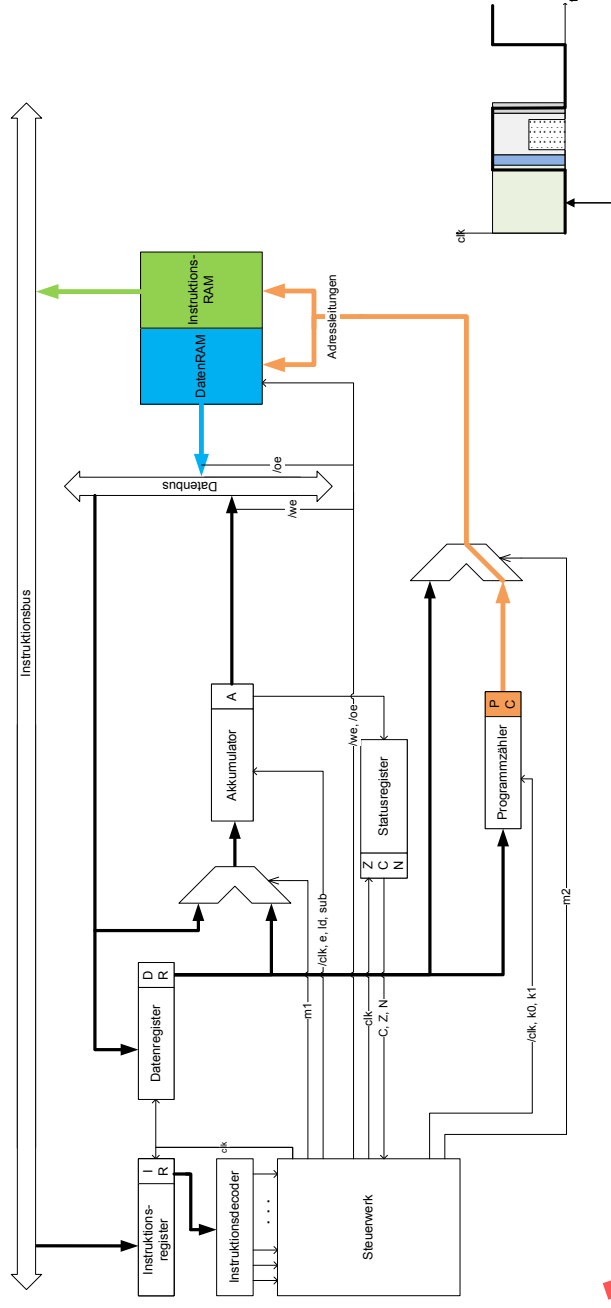 Instruktionsbus
Instruktions-
register
I
R
Instruktionsdecoder
. . .
Steuerwerk
clk
Datenregister
D
R
m1
/clk, e, ld, sub
/we, /oe
clk
C, Z, N
/clk, k0, k1
m2
Akkumulator
A
Z
C
N
Statusregister
Programmzähler
P
C
Datenbus
/we
/oe
DatenRAM
Instruktions-
RAM
Adressleitungen
clk